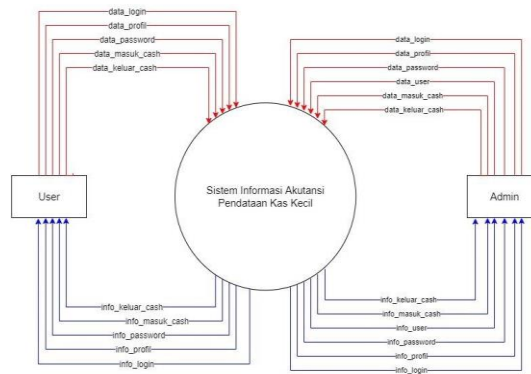 data_login
data_profil
data_password
data_masuk_cash
data_keluar_cash
data_login
data_profil
data_password
data_user
data_masuk_cash
data_keluar_cash
User
Sistem Informasi Akutansi
Pendataan Kas Kecil
Admin
info_keluar_cash
info_masuk_cash
info_password
info_profil
info_login
info_keluar_cash
info_masuk_cash
info_user
info_password
info_profil
info_login